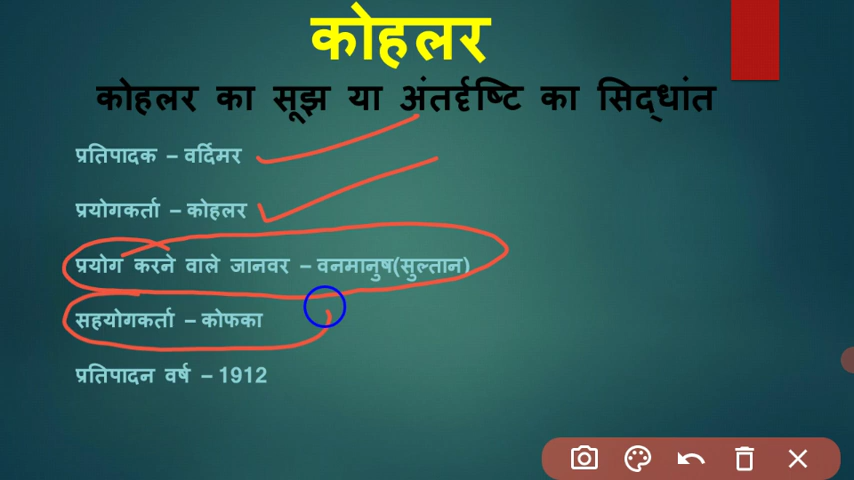 कोहलर
कोहलर का सूझ या अंतर्दृष्टि का सिद्धांत
प्रतिपादक – वर्दिमर
प्रयोगकर्ता – कोहलर
प्रयोग करने वाले जानवर – वनमानुष(सुल्तान)
सहयोगकर्ता – कोफका
प्रतिपादन वर्ष – 1912